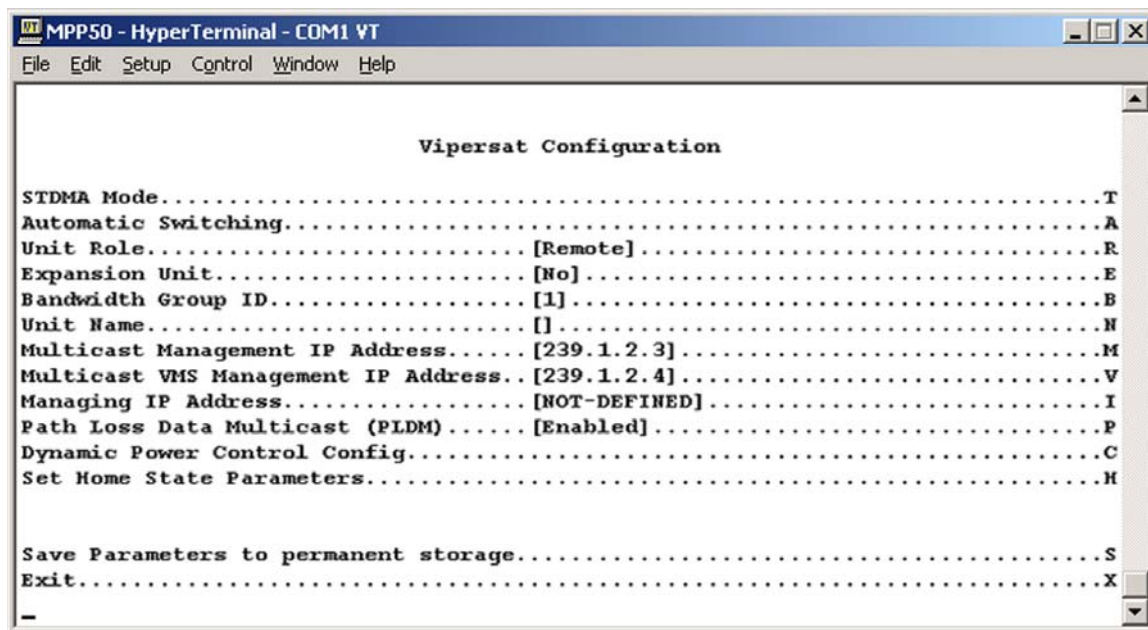 MPP50 - HyperTerminal - COM1 VT
File Edit Setup Control Window Help
Vipersat Configuration
STDMA Mode.......................................................................T
Automatic Switching..............................................................A
Unit Role.............................[Remote]...................................R
Expansion Unit........................[No].......................................E
Bandwidth Group ID....................[1]........................................B
Unit Name.............................[].........................................N
Multicast Management IP Address......[239.1.2.3].................................M
Multicast VMS Management IP Address..[239.1.2.4].................................V
Managing IP Address...................[NOT-DEFINED]..............................I
Path Loss Data Multicast (PLDM)......[Enabled]...................................P
Dynamic Power Control Config.....................................................C
Set Home State Parameters........................................................H
Save Parameters to permanent storage.............................................S
Exit.............................................................................X